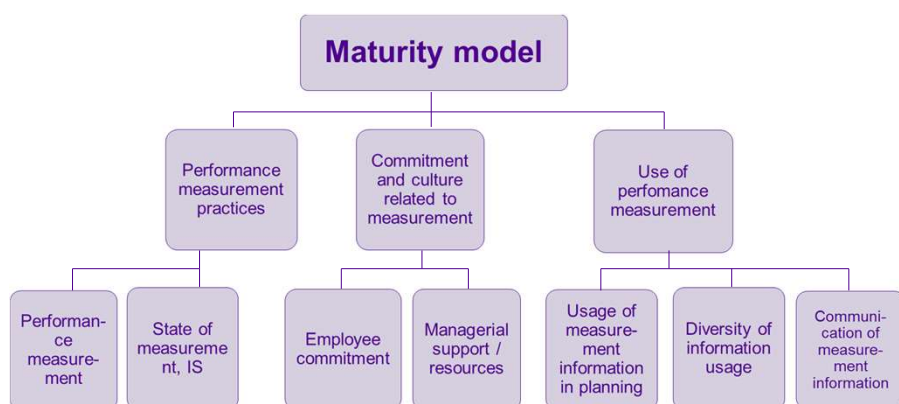 Maturity model
Performance
measurement
practices
Commitment
and culture
related to
measurement
Use of
perfomance
measurement
Performan-
ce
measure-
ment
State of
measureme
nt, IS
Employee
commitment
Managerial
support /
resources
Usage of
measure-
ment
information
in planning
Diversity of
information
usage
Communi-
cation of
measure-
ment
information